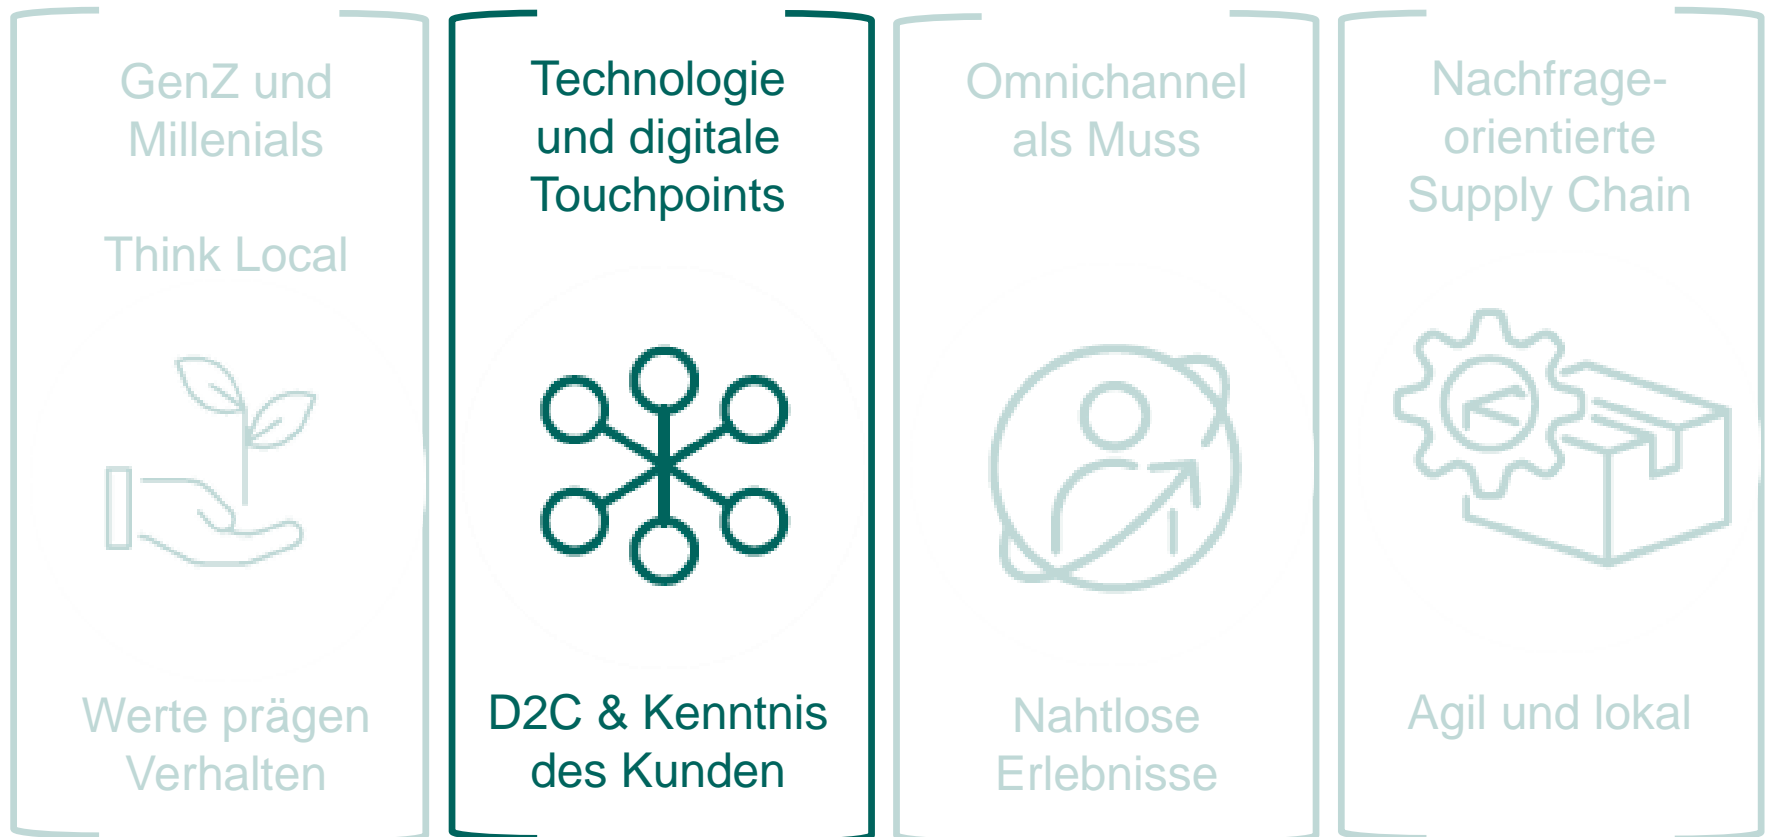 GenZ und
Millenials
Think Local
Werte prägen
Verhalten
Technologie
und digitale
Touchpoints
D2C & Kenntnis
des Kunden
Omnichannel
als Muss
Nahtlose
Erlebnisse
Nachfrage-
orientierte
Supply Chain
Agil und lokal